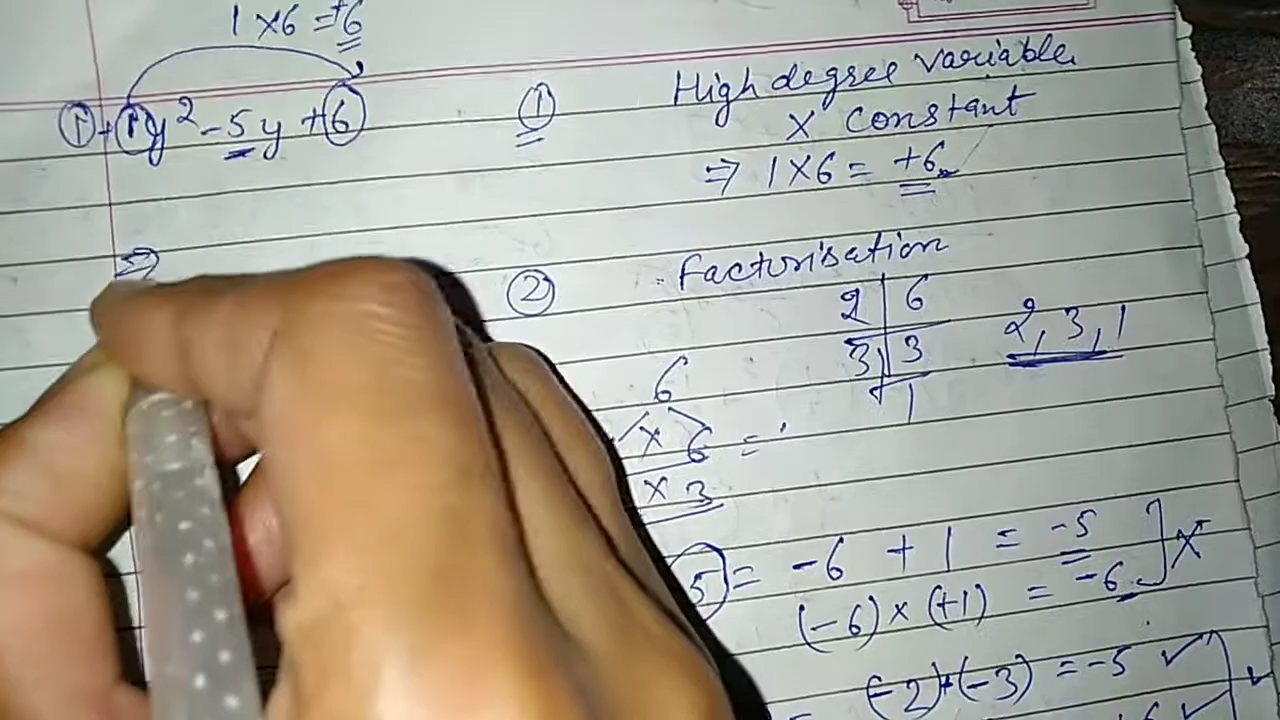 1 × 6 = +6
① + 1y² - 5y + 6
① High degree variable
× constant
⇒ 1 × 6 = +6
② Factorisation
2 | 6
3 | 3
1
2, 3, 1
6
× 6 =
× 3
5 = -6 + 1 = -5
(-6) × (+1) = -6 ] ×
(-2) + (-3) = -5 ✓